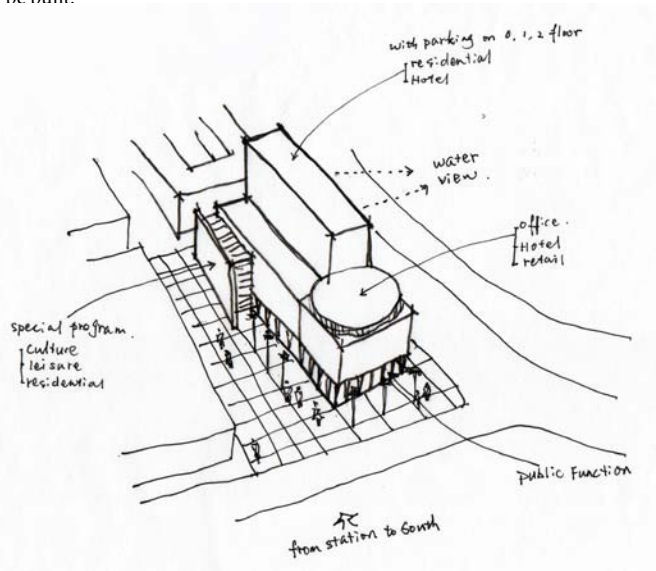 be built.
with parking on 0, 1, 2 floor
residential
Hotel
water
view.
office.
Hotel
retail
special program.
culture
leisure
residential
public Function
from station to South